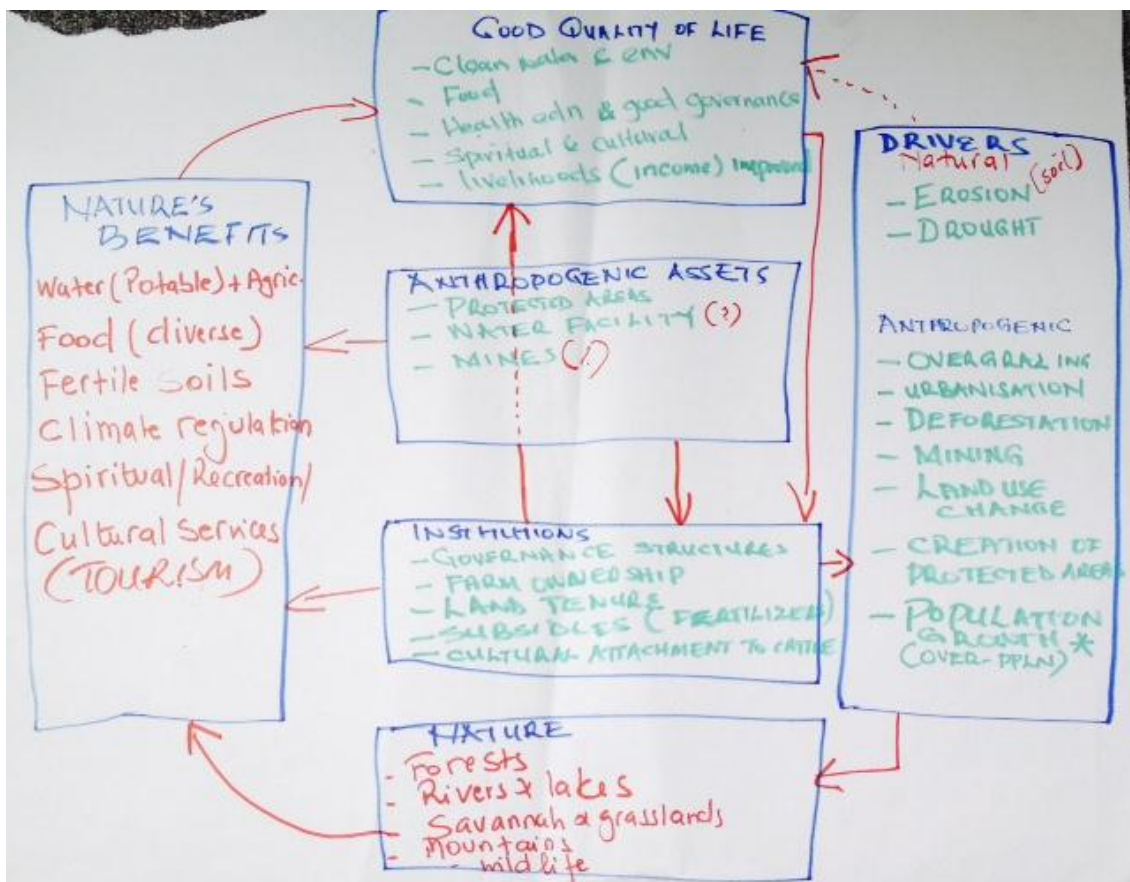 GOOD QUALITY OF LIFE
- Clean water & env
- Food
- Health edn & good governance
- Spiritual & cultural
- livelihoods (income) improved
NATURE'S
BENEFITS
Water (Potable) + Agric.
Food (diverse)
Fertile Soils
Climate regulation
Spiritual/Recreation/
Cultural Services
(TOURISM)
ANTHROPOGENIC ASSETS
- PROTECTED AREAS
- WATER FACILITY (?)
- MINES (?)
INSTITUTIONS
- GOVERNANCE STRUCTURES
- FARM OWNERSHIP
- LAND TENURE
- SUBSIDIES (FERTILIZERS)
- CULTURAL ATTACHMENT TO CATTLE
NATURE
- Forests
- Rivers & lakes
- Savannah & grasslands
- Mountains
- wildlife
DRIVERS
Natural
- EROSION (soil)
- DROUGHT
ANTHROPOGENIC
- OVERGRAZING
- URBANISATION
- DEFORESTATION
- MINING
- LAND USE
CHANGE
- CREATION OF
PROTECTED AREAS
- POPULATION
GROWTH *
(OVER-PPLN)